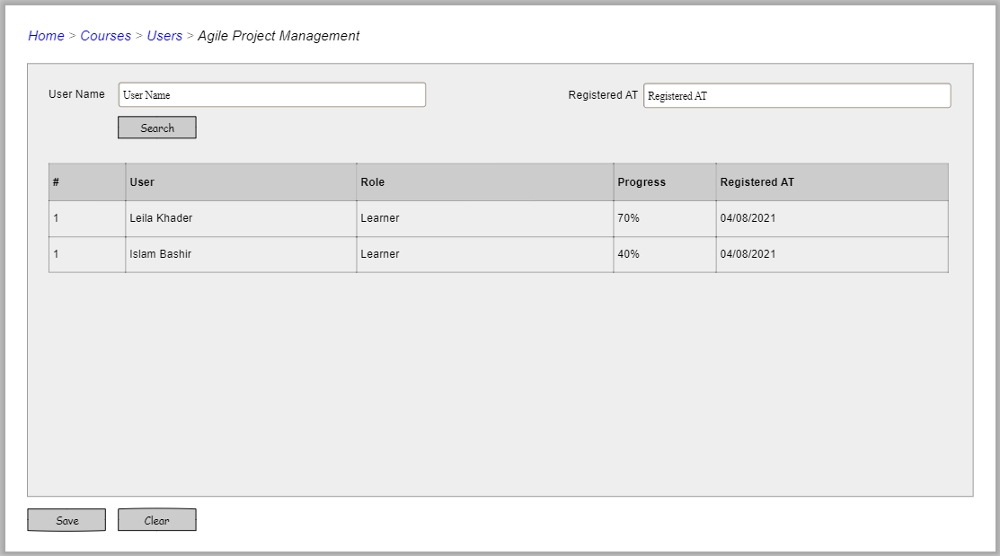 Home > Courses > Users > Agile Project Management
User Name User Name Registered AT Registered AT
Search
# User Role Progress Registered AT
1 Leila Khader Learner 70% 04/08/2021
1 Islam Bashir Learner 40% 04/08/2021
Save Clear